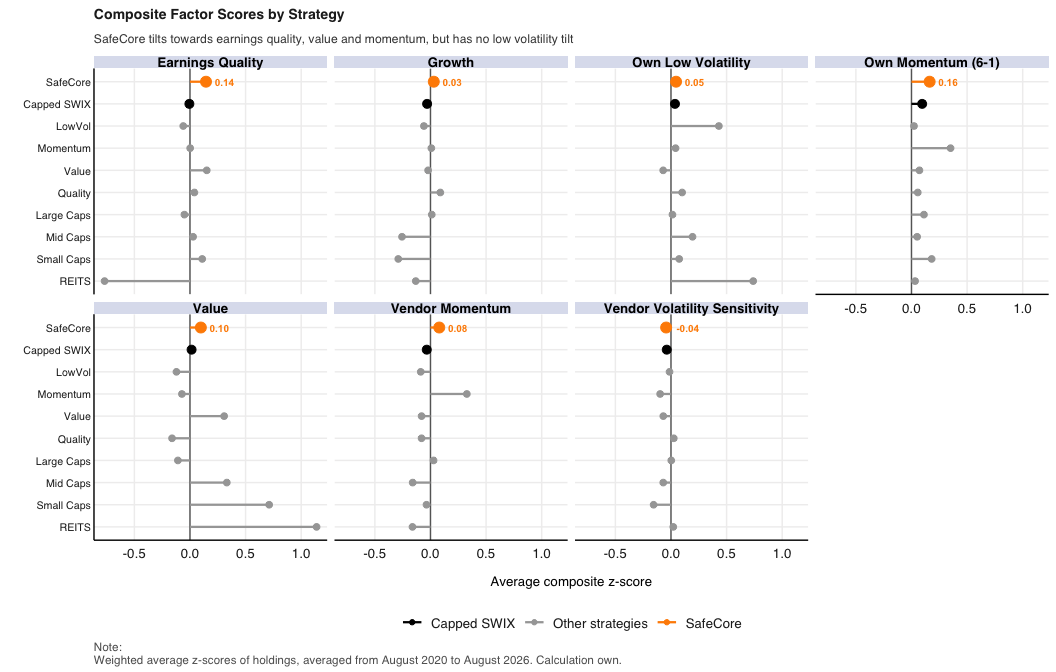 Composite Factor Scores by Strategy
SafeCore tilts towards earnings quality, value and momentum, but has no low volatility tilt
Earnings Quality
Growth
Own Low Volatility
Own Momentum (6-1)
SafeCore
Capped SWIX
LowVol
Momentum
Value
Quality
Large Caps
Mid Caps
Small Caps
REITS
0.14
0.03
0.05
0.16
-0.5 0.0 0.5 1.0
Value
Vendor Momentum
Vendor Volatility Sensitivity
SafeCore
Capped SWIX
LowVol
Momentum
Value
Quality
Large Caps
Mid Caps
Small Caps
REITS
0.10
0.08
-0.04
-0.5 0.0 0.5 1.0
-0.5 0.0 0.5 1.0
-0.5 0.0 0.5 1.0
Average composite z-score
Capped SWIX
Other strategies
SafeCore
Note:
Weighted average z-scores of holdings, averaged from August 2020 to August 2026. Calculation own.